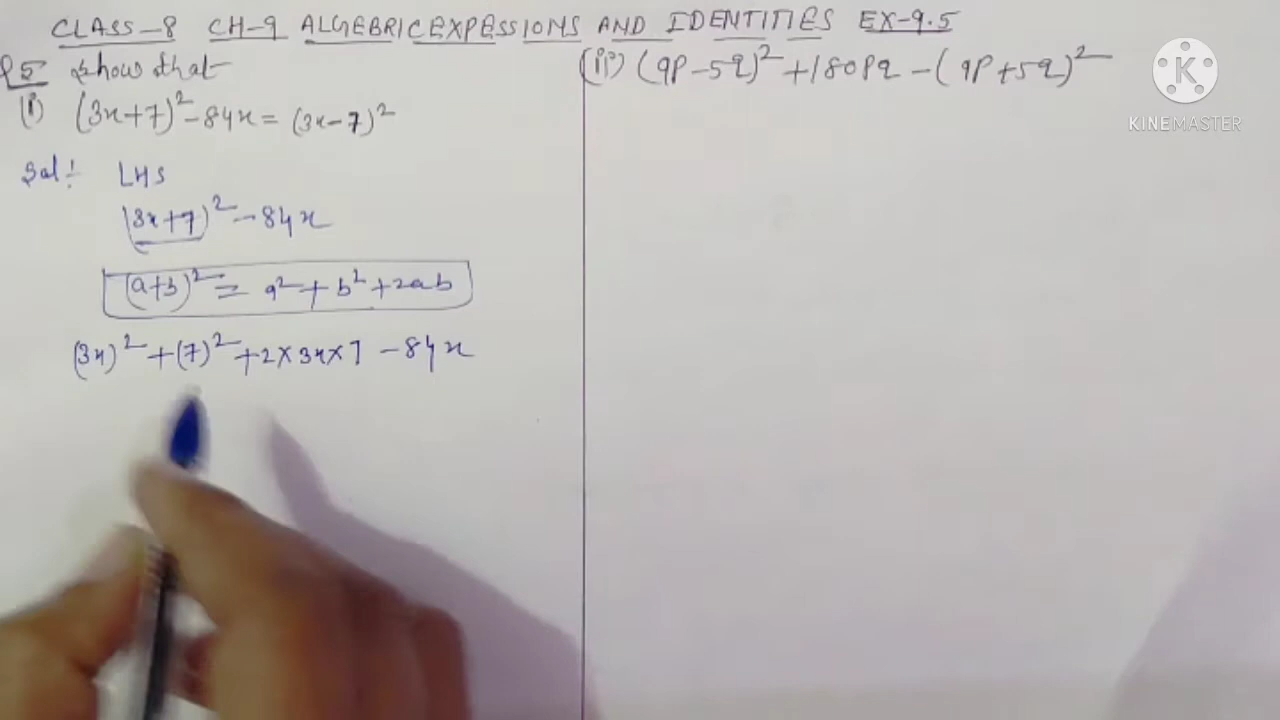 CLASS-8 CH-9 ALGEBRIC EXPESSIONS AND IDENTITIES EX-9.5
Q5 Show that
(i) (3x+7)²-84x = (3x-7)²
Sol: LHS
(3x+7)²-84x
(a+b)² = a²+b²+2ab
(3x)²+(7)²+2×3x×7 -84x
(ii) (9p-5q)²+180pq-(9p+5q)²
K
KINEMASTER